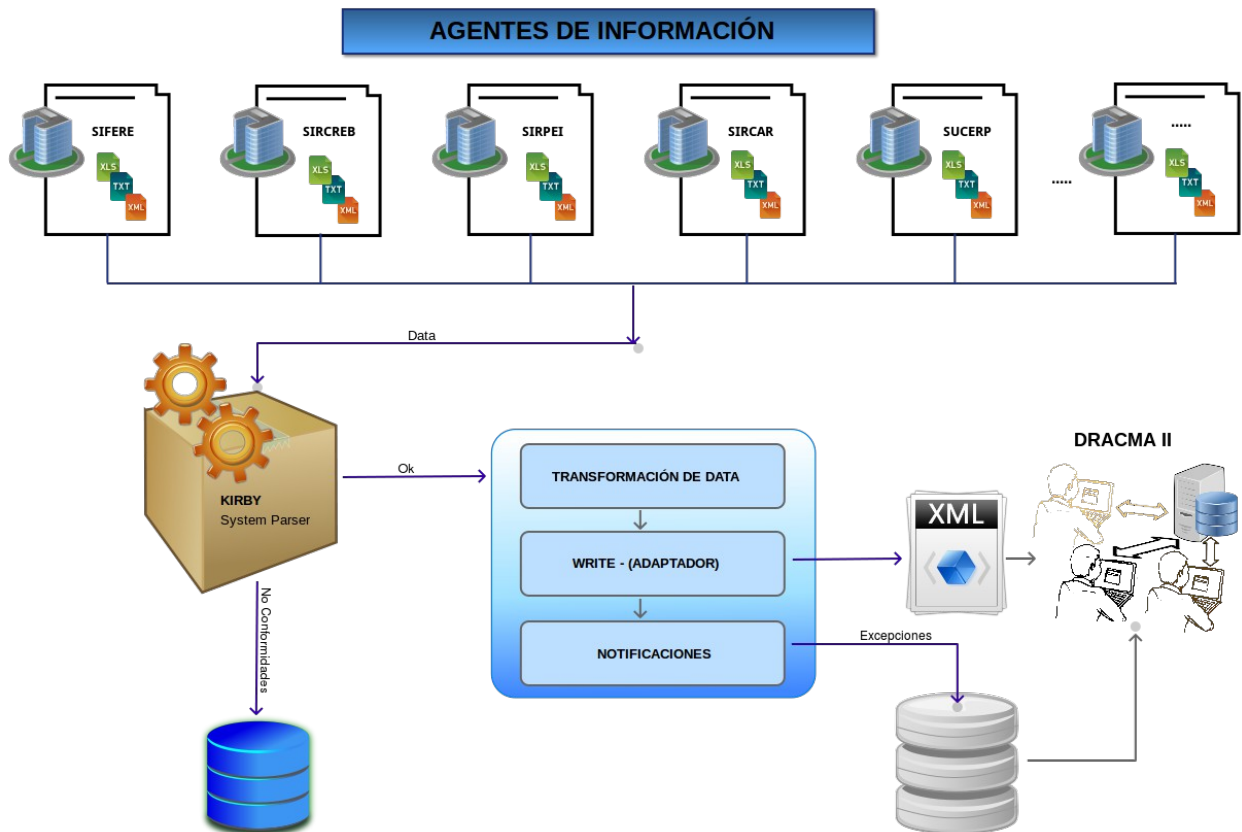 AGENTES DE INFORMACIÓN
SIFERE
XLS
TXT
XML
SIRCREB
XLS
TXT
XML
SIRPEI
XLS
TXT
XML
SIRCAR
XLS
TXT
XML
SUCERP
XLS
TXT
XML
.....
.....
XLS
TXT
XML
Data
KIRBY
System Parser
Ok
No Conformidades
TRANSFORMACIÓN DE DATA
WRITE - (ADAPTADOR)
NOTIFICACIONES
Excepciones
XML
DRACMA II